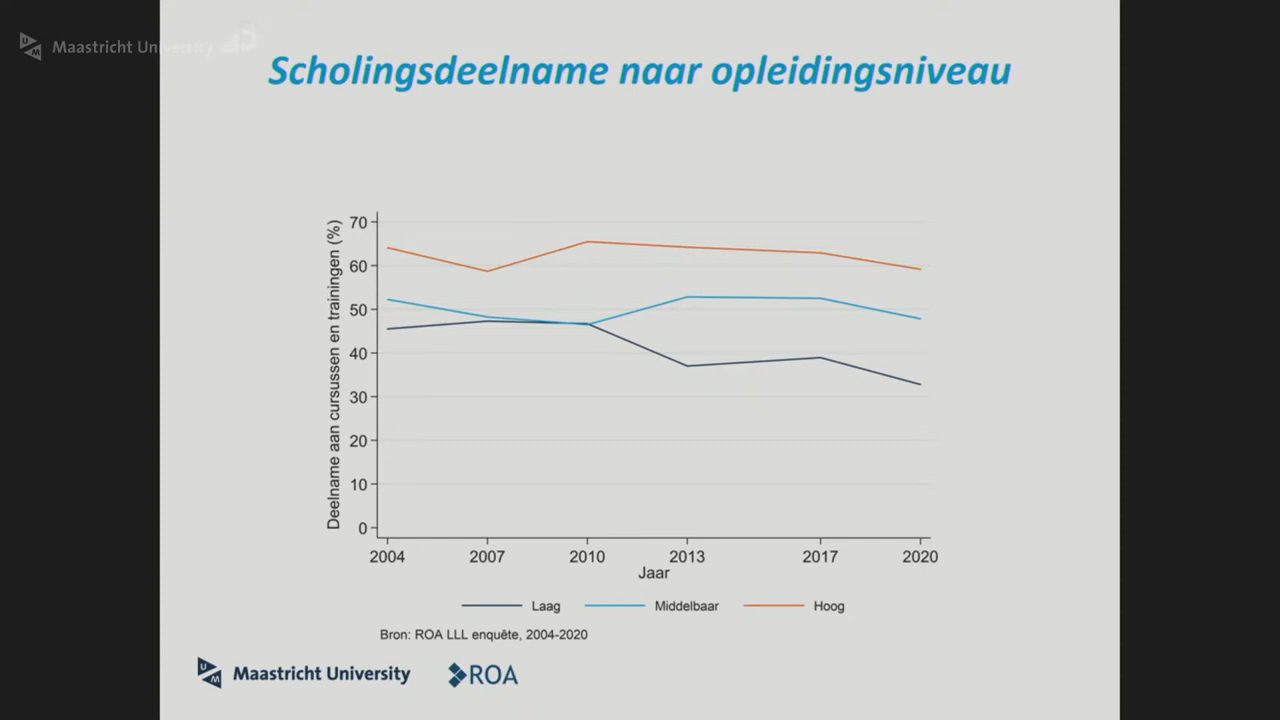 Maastricht University
Scholingsdeelname naar opleidingsniveau
Deelname aan cursussen en trainingen (%)
70
60
50
40
30
20
10
0
2004 2007 2010 2013 2017 2020
Jaar
Laag Middelbaar Hoog
Bron: ROA LLL enquête, 2004-2020
UM Maastricht University ROA